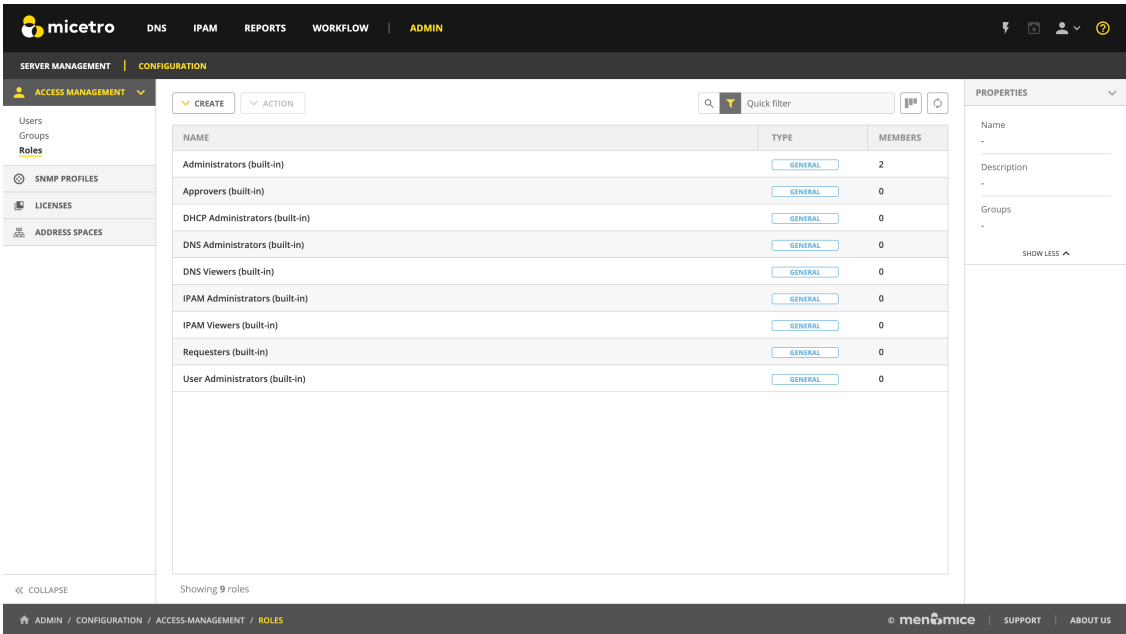 micetro DNS IPAM REPORTS WORKFLOW | ADMIN
SERVER MANAGEMENT | CONFIGURATION
ACCESS MANAGEMENT
Users
Groups
Roles
SNMP PROFILES
LICENSES
ADDRESS SPACES
COLLAPSE
CREATE ACTION Quick filter
NAME TYPE MEMBERS
Administrators (built-in) GENERAL 2
Approvers (built-in) GENERAL 0
DHCP Administrators (built-in) GENERAL 0
DNS Administrators (built-in) GENERAL 0
DNS Viewers (built-in) GENERAL 0
IPAM Administrators (built-in) GENERAL 0
IPAM Viewers (built-in) GENERAL 0
Requesters (built-in) GENERAL 0
User Administrators (built-in) GENERAL 0
Showing 9 roles
PROPERTIES
Name
-
Description
-
Groups
-
SHOW LESS
ADMIN / CONFIGURATION / ACCESS-MANAGEMENT / ROLES
© men&mice | SUPPORT | ABOUT US